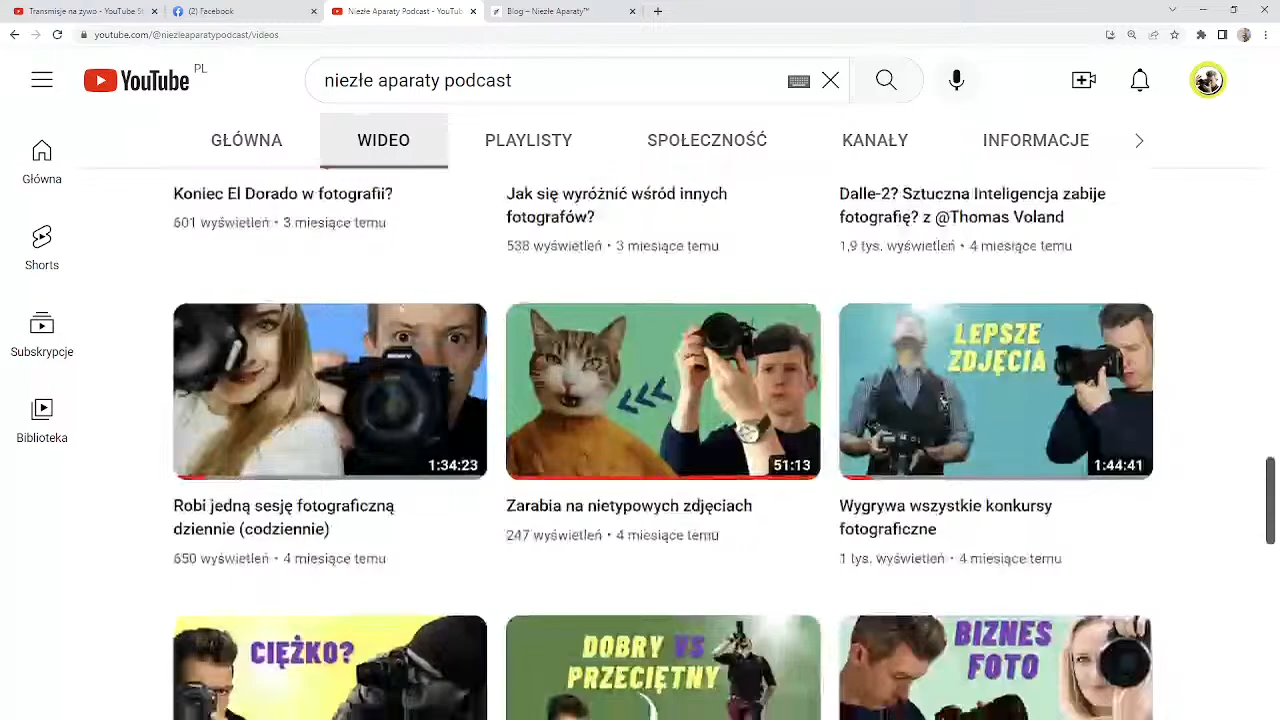 Transmisje na żywo - YouTube St
(2) Facebook
Niezłe Aparaty Podcast - YouTub
Blog – Niezłe Aparaty™
youtube.com/@niezleaparatypodcast/videos
YouTube PL
niezłe aparaty podcast
GŁÓWNA
WIDEO
PLAYLISTY
SPOŁECZNOŚĆ
KANAŁY
INFORMACJE
Główna
Shorts
Subskrypcje
Biblioteka
Koniec El Dorado w fotografii?
601 wyświetleń • 3 miesiące temu
Jak się wyróżnić wśród innych
fotografów?
538 wyświetleń • 3 miesiące temu
Dalle-2? Sztuczna Inteligencja zabije
fotografię? z @Thomas Voland
1,9 tys. wyświetleń • 4 miesiące temu
SONY
1:34:23
Robi jedną sesję fotograficzną
dziennie (codziennie)
650 wyświetleń • 4 miesiące temu
51:13
Zarabia na nietypowych zdjęciach
247 wyświetleń • 4 miesiące temu
LEPSZE
ZDJĘCIA
1:44:41
Wygrywa wszystkie konkursy
fotograficzne
1 tys. wyświetleń • 4 miesiące temu
CIĘŻKO?
DOBRY VS
PRZECIĘTNY
BIZNES
FOTO